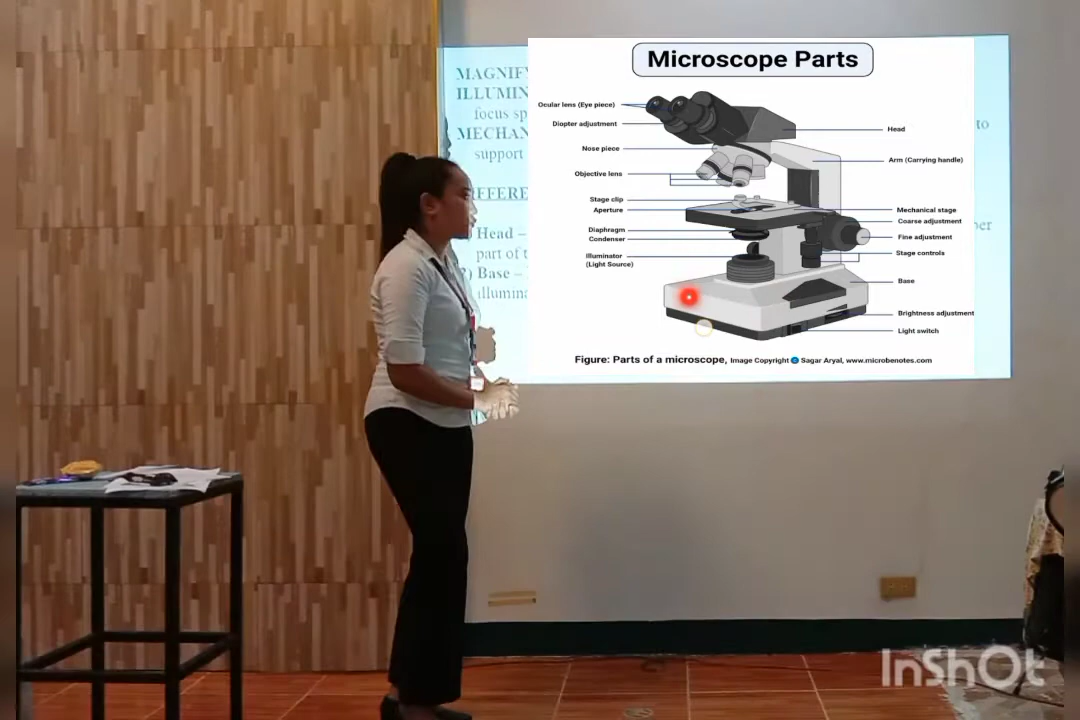 Microscope Parts
MAGNIFY
ILLUMIN
focus sp
to
MECHAN
support
Ocular lens (Eye piece)
Diopter adjustment
Head
Nose piece
Arm (Carrying handle)
Objective lens
Stage clip
Aperture
Mechanical stage
Coarse adjustment
Diaphragm
Condenser
Fine adjustment
Stage controls
Illuminator
(Light Source)
Base
Brightness adjustment
Light switch
FFERE
Head –
part of t
Base –
illumina
Figure: Parts of a microscope, Image Copyright Sagar Aryal, www.microbenotes.com
InShOt